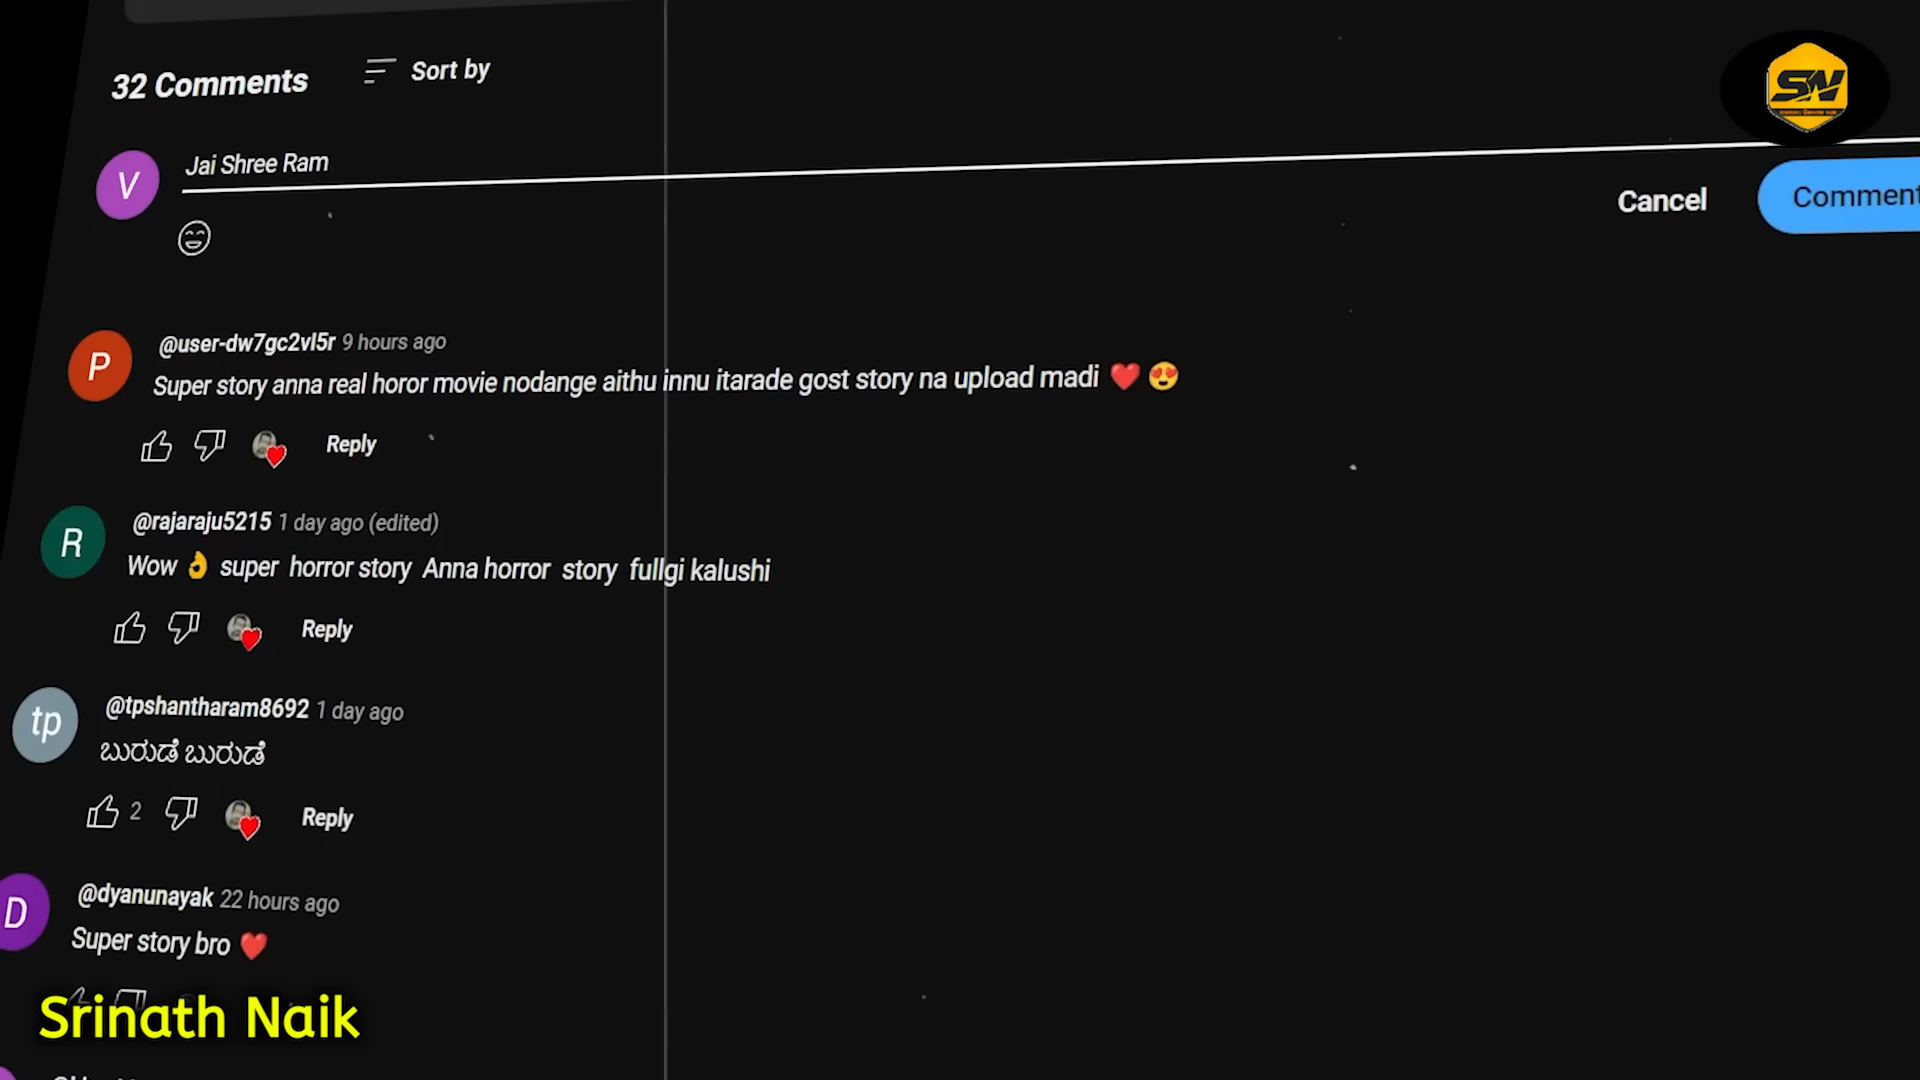 32 Comments
Sort by
SN
V
Jai Shree Ram
Cancel
Comment
P
@user-dw7gc2vl5r 9 hours ago
Super story anna real horor movie nodange aithu innu itarade gost story na upload madi ❤️ 😍
Reply
R
@rajaraju5215 1 day ago (edited)
Wow 👌 super horror story Anna horror story fullgi kalushi
Reply
tp
@tpshantharam8692 1 day ago
ಬುರುಡೆ ಬುರುಡೆ
2
Reply
D
@dyanunayak 22 hours ago
Super story bro ❤️
Srinath Naik